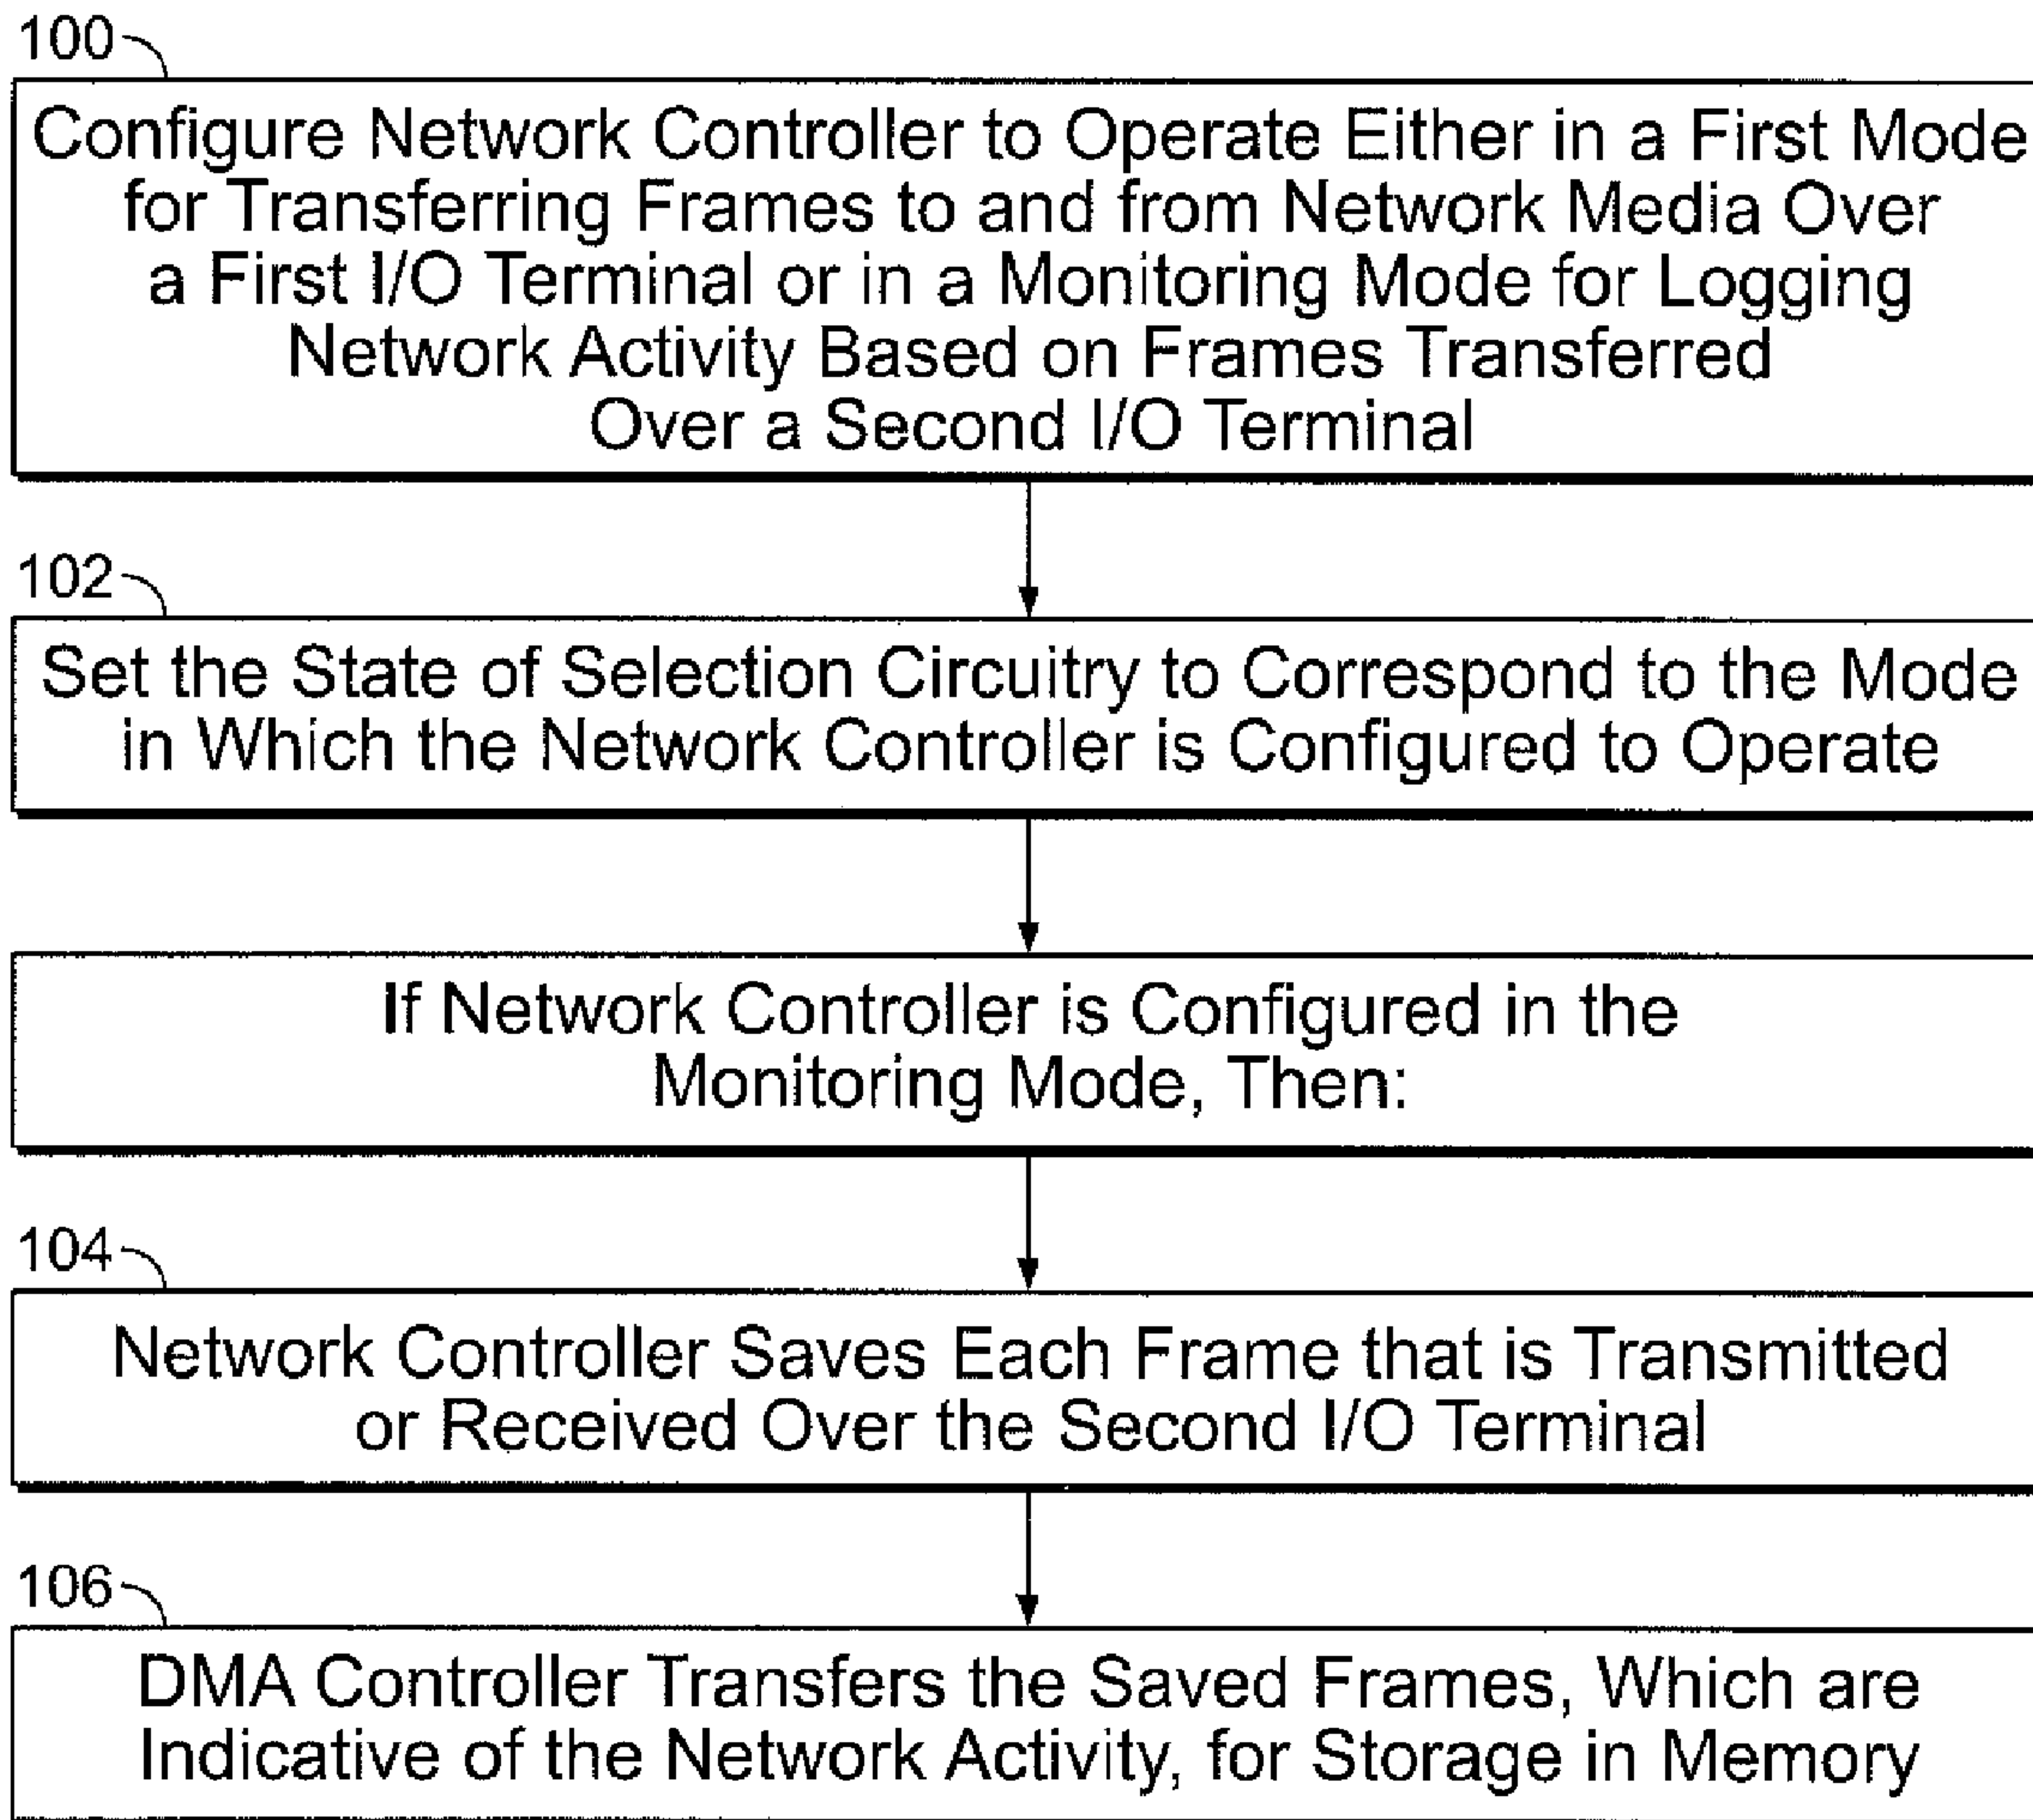 100
Configure Network Controller to Operate Either in a First Mode
for Transferring Frames to and from Network Media Over
a First I/O Terminal or in a Monitoring Mode for Logging
Network Activity Based on Frames Transferred
Over a Second I/O Terminal
102
Set the State of Selection Circuitry to Correspond to the Mode
in Which the Network Controller is Configured to Operate
If Network Controller is Configured in the
Monitoring Mode, Then:
104
Network Controller Saves Each Frame that is Transmitted
or Received Over the Second I/O Terminal
106
DMA Controller Transfers the Saved Frames, Which are
Indicative of the Network Activity, for Storage in Memory